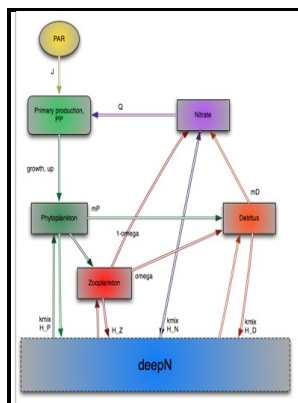 PAR
J
Q
Primary production,
PP
Nitrate
growth, up
mD
mP
Phytoplankton
Detritus
1-omega
Zooplankton
omega
kmix
H_P
H_Z
kmix
H_N
kmix
H_D
deepN